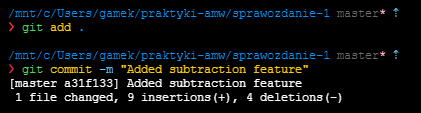 /mnt/c/Users/gamek/praktyki-amw/sprawozdanie-1 master* ⇡
❯ git add .
/mnt/c/Users/gamek/praktyki-amw/sprawozdanie-1 master* ⇡
❯ git commit -m "Added subtraction feature"
[master a31f133] Added subtraction feature
1 file changed, 9 insertions(+), 4 deletions(-)